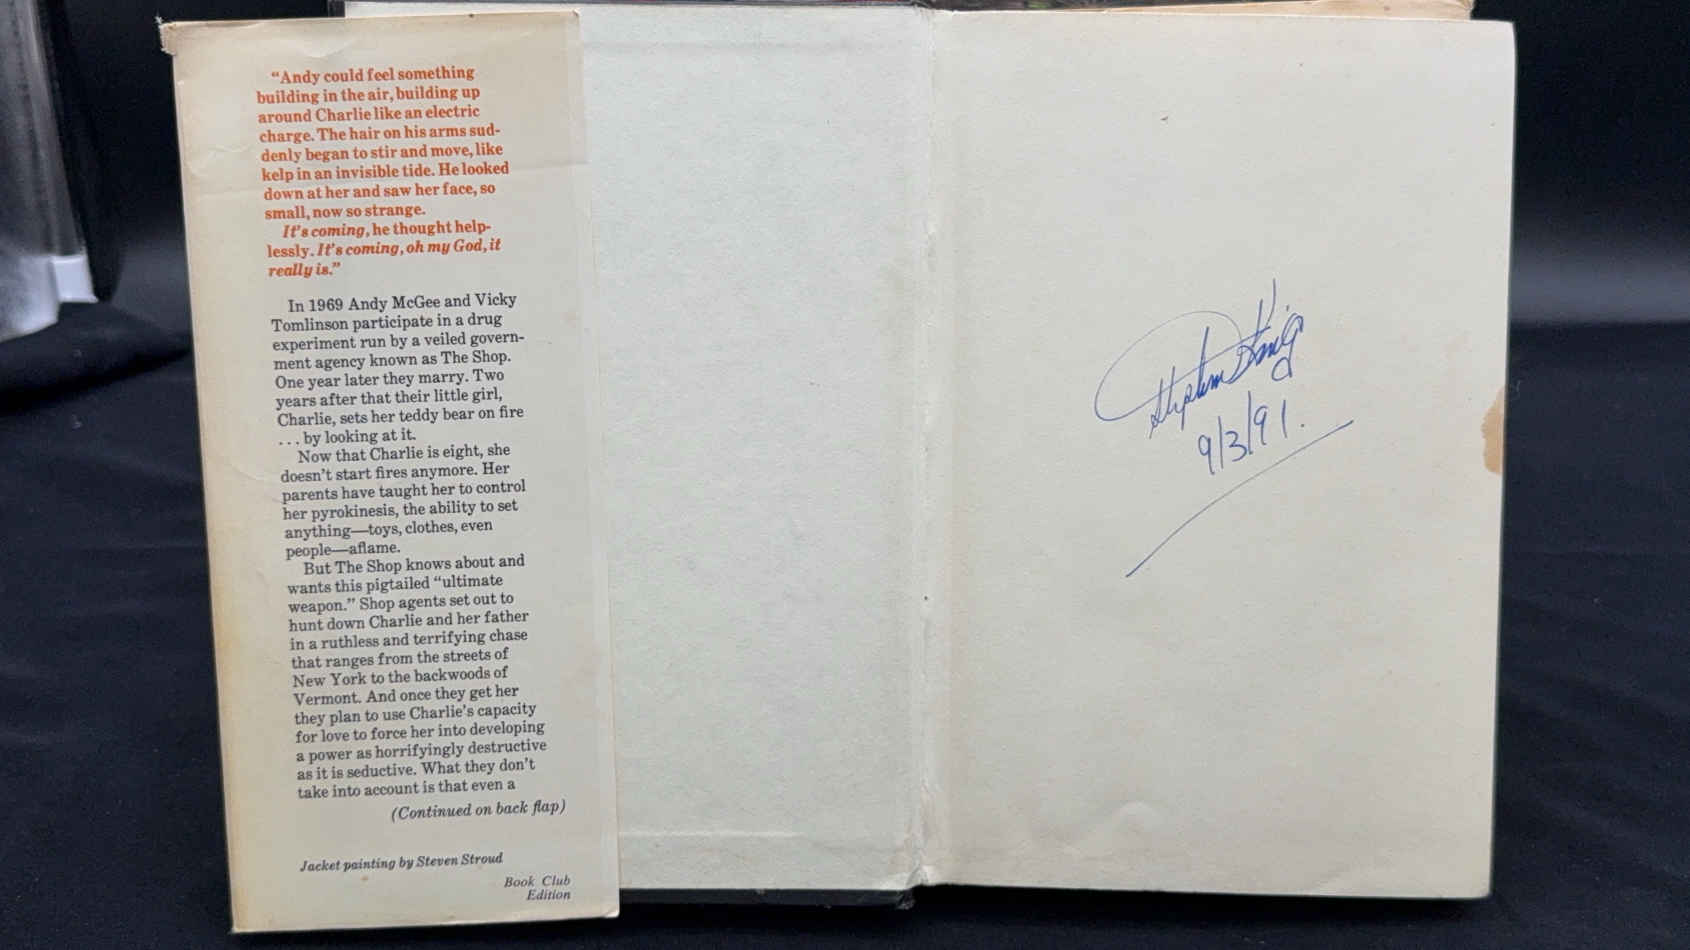 “Andy could feel something
building in the air, building up
around Charlie like an electric
charge. The hair on his arms sud-
denly began to stir and move, like
kelp in an invisible tide. He looked
down at her and saw her face, so
small, now so strange.
It’s coming, he thought help-
lessly. It’s coming, oh my God, it
really is.”
In 1969 Andy McGee and Vicky
Tomlinson participate in a drug
experiment run by a veiled govern-
ment agency known as The Shop.
One year later they marry. Two
years after that their little girl,
Charlie, sets her teddy bear on fire
. . . by looking at it.
Now that Charlie is eight, she
doesn’t start fires anymore. Her
parents have taught her to control
her pyrokinesis, the ability to set
anything—toys, clothes, even
people—aflame.
But The Shop knows about and
wants this pigtailed “ultimate
weapon.” Shop agents set out to
hunt down Charlie and her father
in a ruthless and terrifying chase
that ranges from the streets of
New York to the backwoods of
Vermont. And once they get her
they plan to use Charlie’s capacity
for love to force her into developing
a power as horrifyingly destructive
as it is seductive. What they don’t
take into account is that even a
(Continued on back flap)
Jacket painting by Steven Stroud
Book Club
Edition
Stephen King
9/3/91.